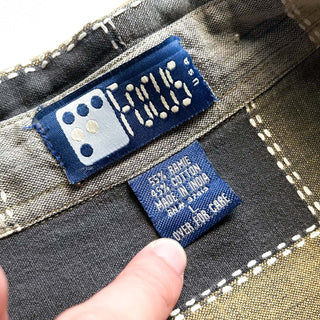 FOCUS
USA
55% RAMIE
45% COTTON
MADE IN INDIA
L
OVER FOR CARE